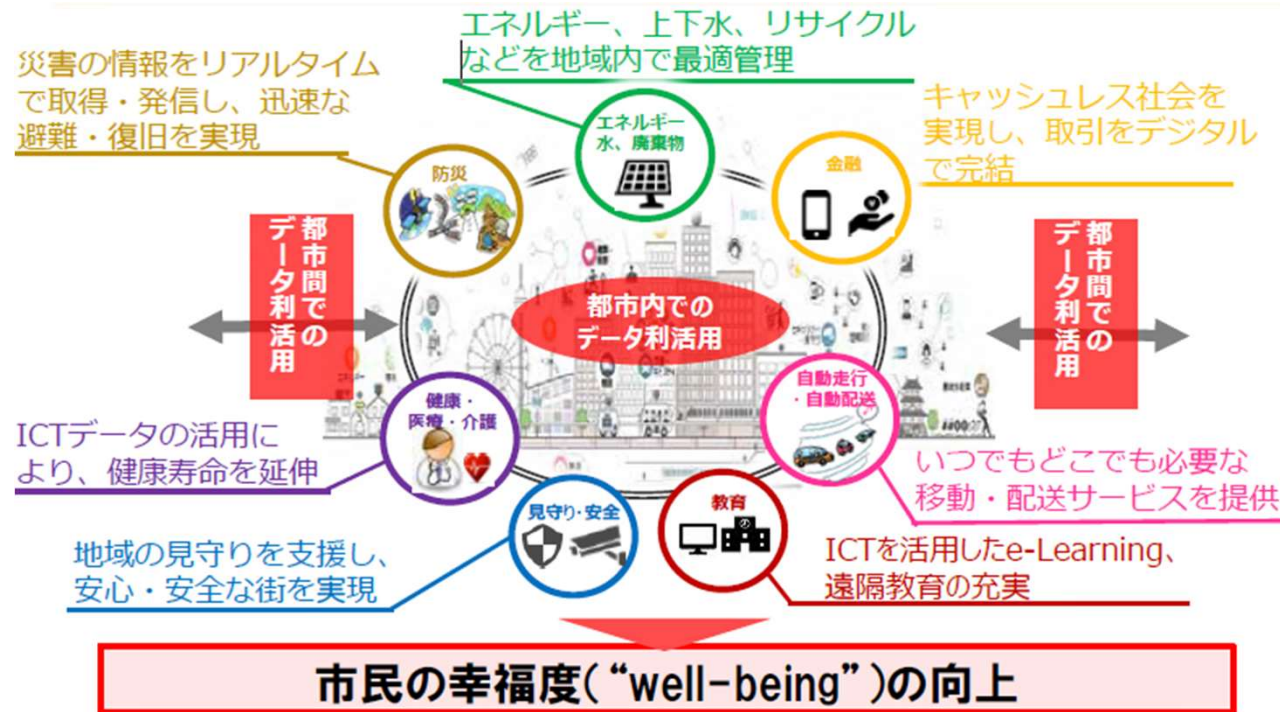 エネルギー、上下水、リサイクル
などを地域内で最適管理
災害の情報をリアルタイム
で取得・発信し、迅速な
避難・復旧を実現
キャッシュレス社会を
実現し、取引をデジタル
で完結
エネルギー
水、廃棄物
防災
金融
都市間での
データ利活用
都市内での
データ利活用
都市間での
データ利活用
健康・
医療・介護
自動走行
・自動配送
ICTデータの活用に
より、健康寿命を延伸
いつでもどこでも必要な
移動・配送サービスを提供
見守り・安全
教育
地域の見守りを支援し、
安心・安全な街を実現
ICTを活用したe-Learning、
遠隔教育の充実
市民の幸福度(“well-being”)の向上